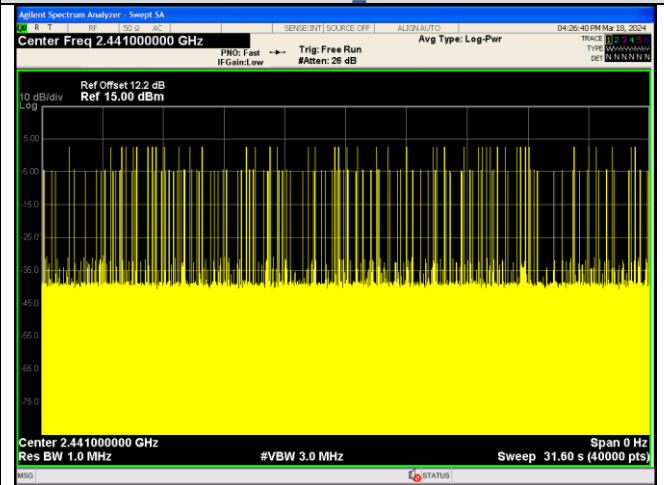 Agilent Spectrum Analyzer - Swept SA
R T RF 50 Ω AC SENSE:INT SOURCE OFF ALIGN AUTO 04:26:40 PM Mar 18, 2024
Center Freq 2.441000000 GHz
PNO: Fast
IFGain:Low
Trig: Free Run
#Atten: 26 dB
Avg Type: Log-Pwr
TRACE 1 2 3 4 5 6
TYPE W
DET N N N N N N
Ref Offset 12.2 dB
10 dB/div Ref 15.00 dBm
Log
5.00
-5.00
-15.0
-25.0
-35.0
-45.0
-55.0
-65.0
-75.0
Center 2.441000000 GHz Span 0 Hz
Res BW 1.0 MHz #VBW 3.0 MHz Sweep 31.60 s (40000 pts)
MSG STATUS